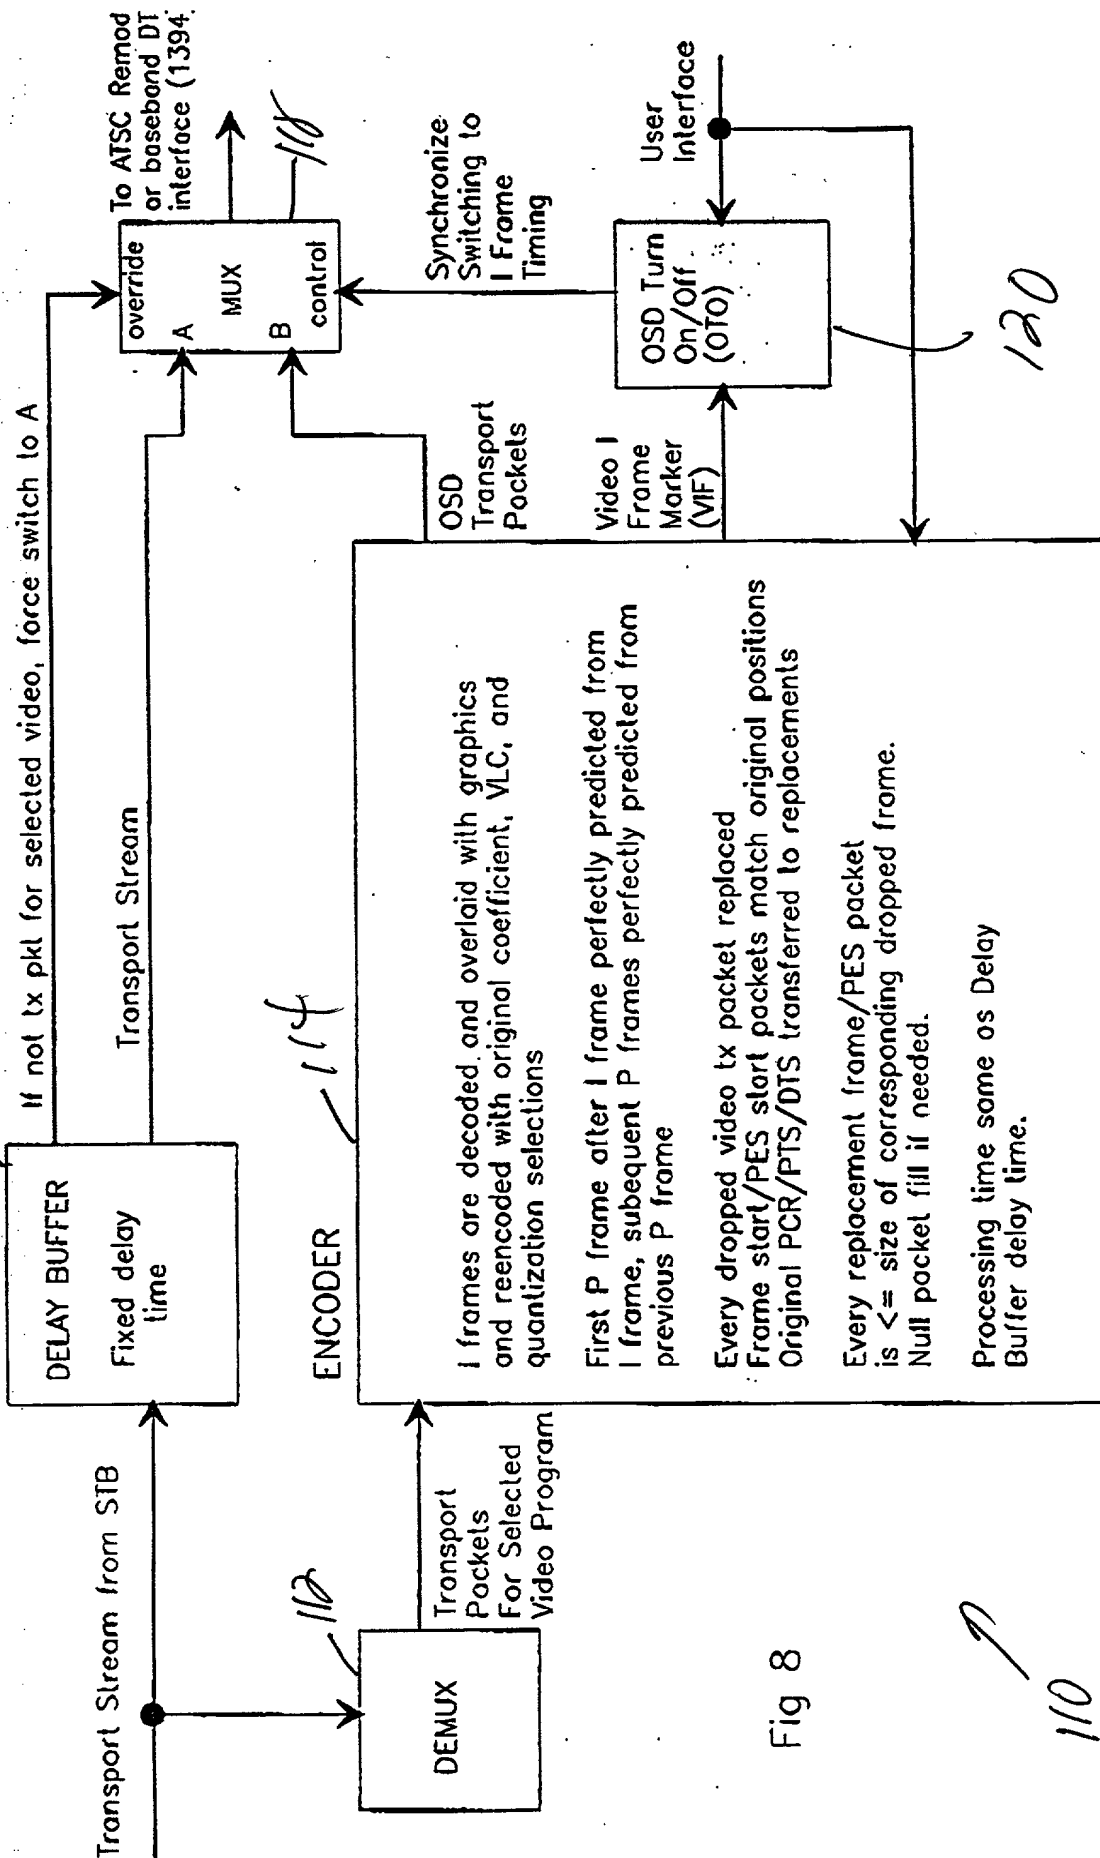 Transport Stream from STB
DELAY BUFFER
Fixed delay
time
If not tx pkt for selected video, force switch to A
Transport Stream
To ATSC Remod
or baseband DT
interface (1394
override
A
MUX
B
control
118
DEMUX
112
Transport
Packets
For Selected
Video Program
ENCODER
114
I frames are decoded and overlaid with graphics
and reencoded with original coefficient, VLC, and
quantization selections
First P frame after I frame perfectly predicted from
I frame, subequent P frames perfectly predicted from
previous P frame
Every dropped video tx packet replaced
Frame start/PES start packets match original positions
Original PCR/PTS/DTS transferred to replacements
Every replacement frame/PES packet
is <= size of corresponding dropped frame.
Null packet fill if needed.
Processing time same as Delay
Buffer delay time.
OSD
Transport
Packets
Video I
Frame
Marker
(VIF)
Synchronize
Switching to
I Frame
Timing
OSD Turn
On/Off
(OTO)
User
Interface
120
Fig 8
110